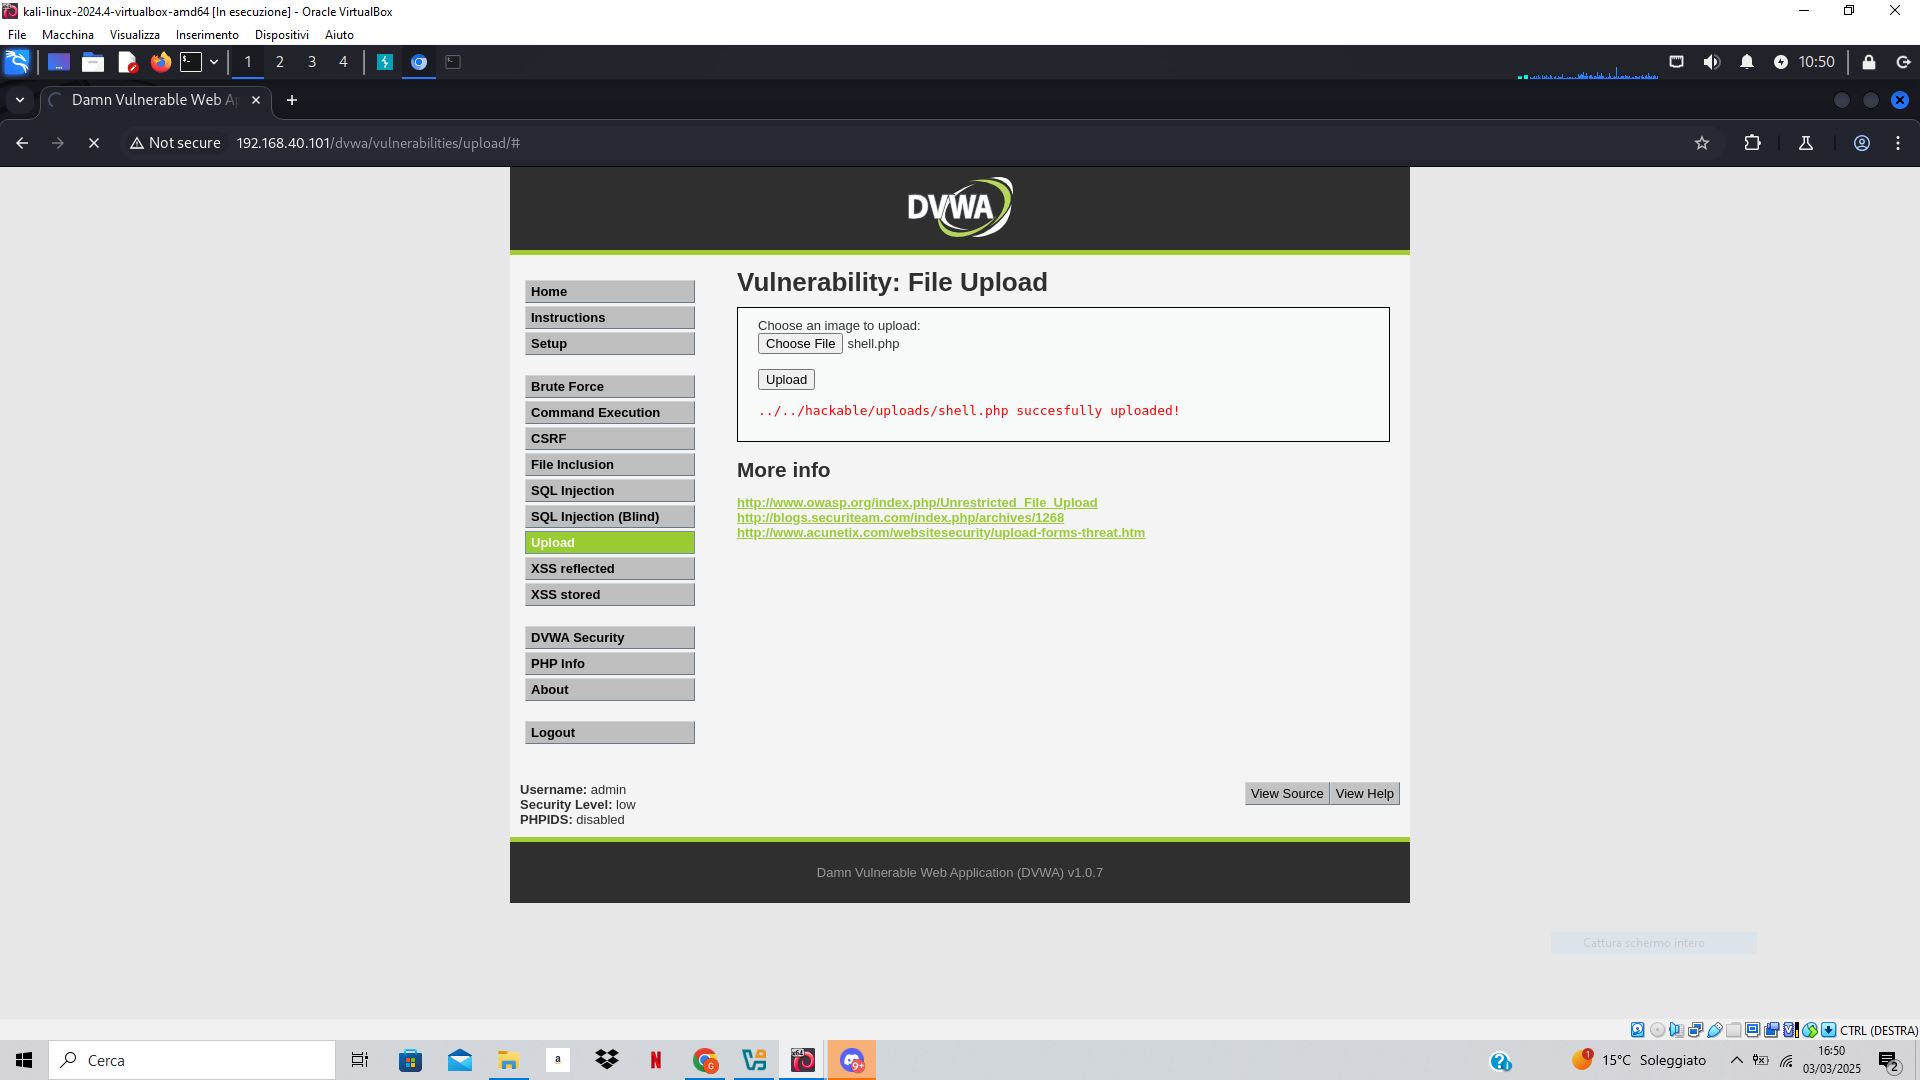 kali-linux-2024.4-virtualbox-amd64 [In esecuzione] - Oracle VirtualBox
File Macchina Visualizza Inserimento Dispositivi Aiuto
1 2 3 4
10:50
Damn Vulnerable Web Ap
Not secure 192.168.40.101/dvwa/vulnerabilities/upload/#
DVWA
Home
Instructions
Setup
Brute Force
Command Execution
CSRF
File Inclusion
SQL Injection
SQL Injection (Blind)
Upload
XSS reflected
XSS stored
DVWA Security
PHP Info
About
Logout
Vulnerability: File Upload
Choose an image to upload:
Choose File shell.php
Upload
../../hackable/uploads/shell.php succesfully uploaded!
More info
http://www.owasp.org/index.php/Unrestricted_File_Upload
http://blogs.securiteam.com/index.php/archives/1268
http://www.acunetix.com/websitesecurity/upload-forms-threat.htm
Username: admin
Security Level: low
PHPIDS: disabled
View Source View Help
Damn Vulnerable Web Application (DVWA) v1.0.7
Cattura schermo intero
CTRL (DESTRA)
Cerca
15°C Soleggiato
16:50
03/03/2025